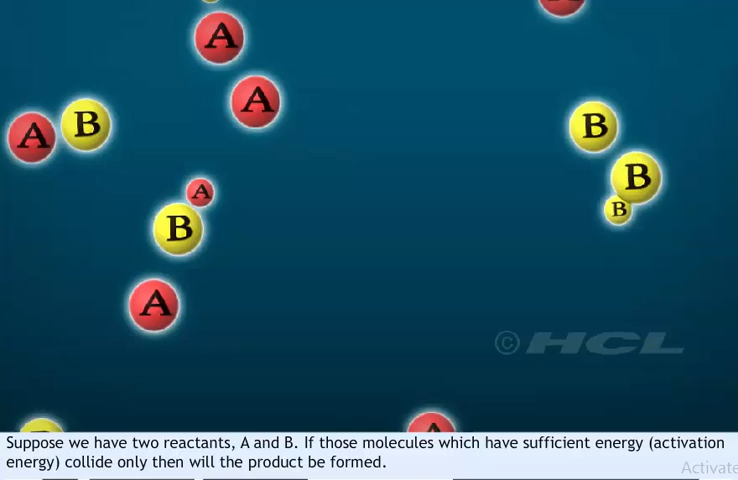 A
A
A B
B
A
B
B
A
B
A
© HCL
A
Suppose we have two reactants, A and B. If those molecules which have sufficient energy (activation
energy) collide only then will the product be formed.
Activate